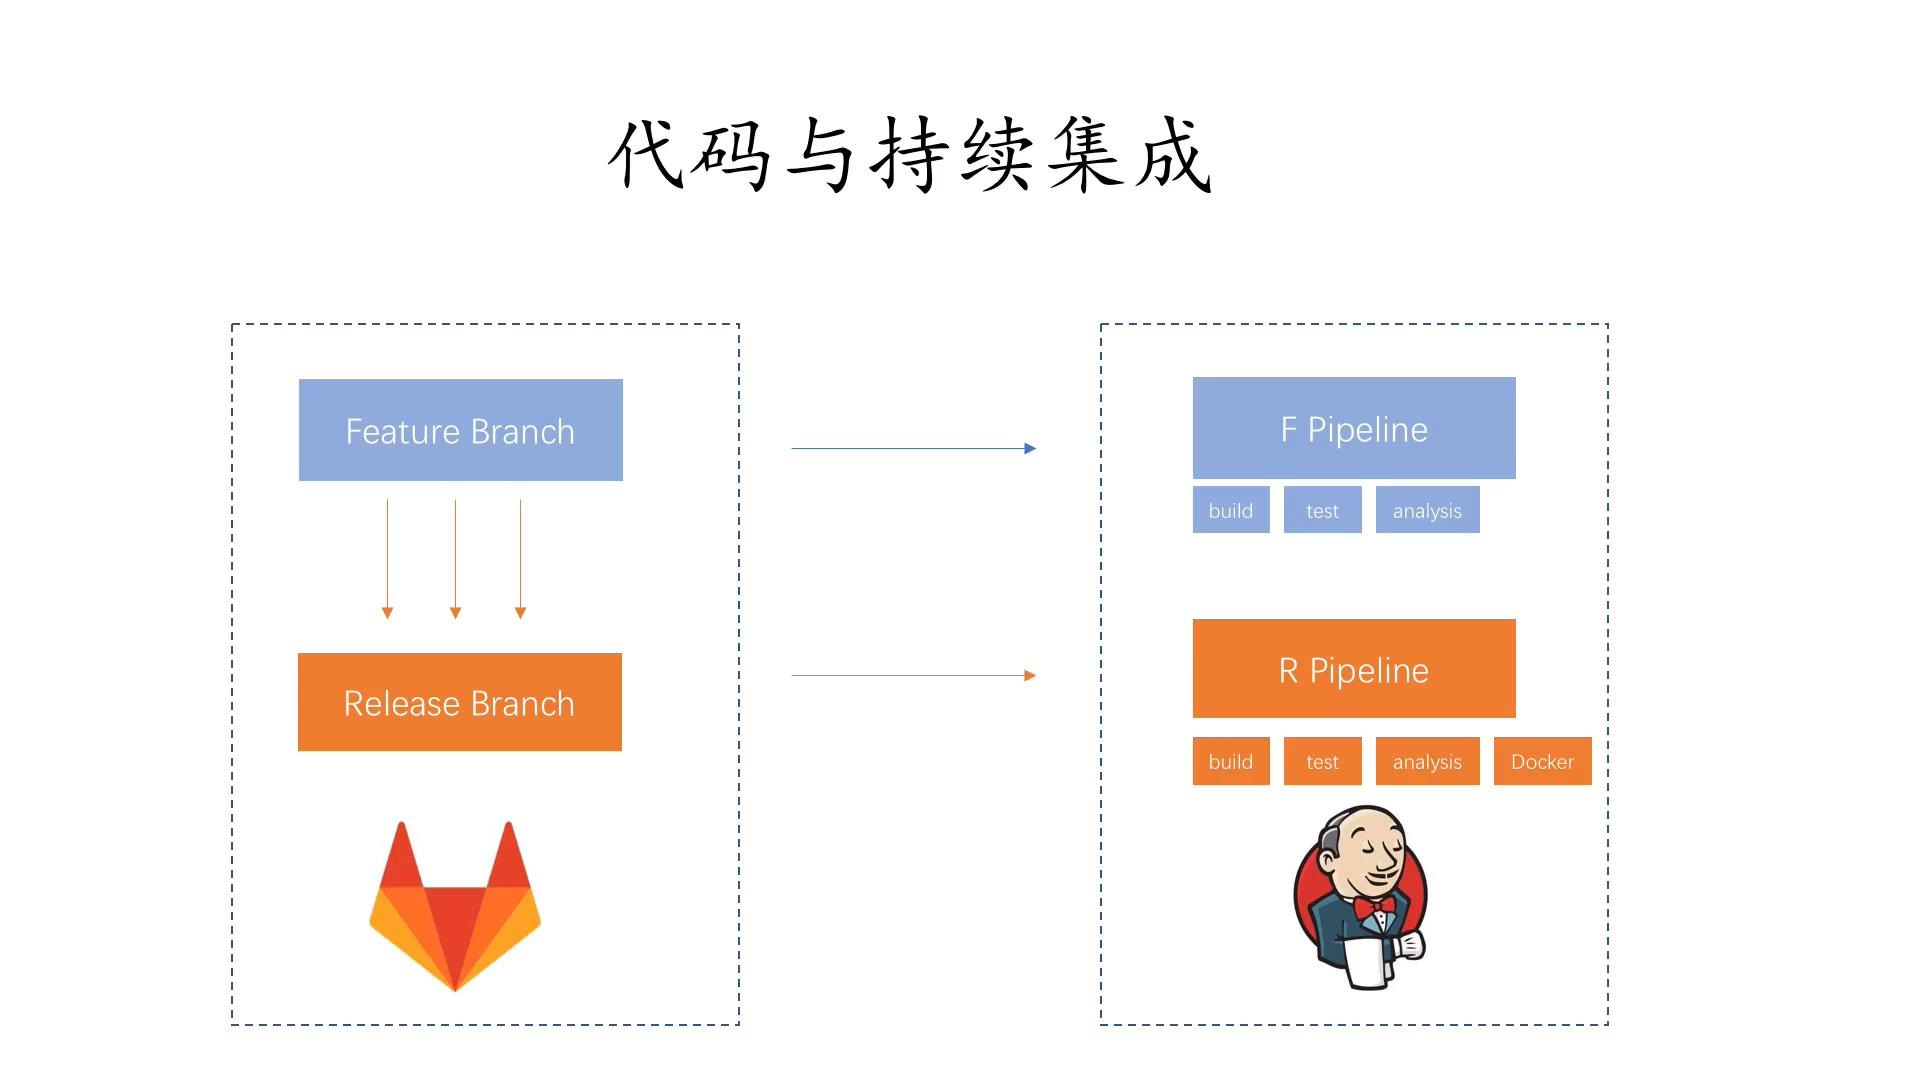 代码与持续集成
Feature Branch
Release Branch
F Pipeline
build test analysis
R Pipeline
build test analysis Docker